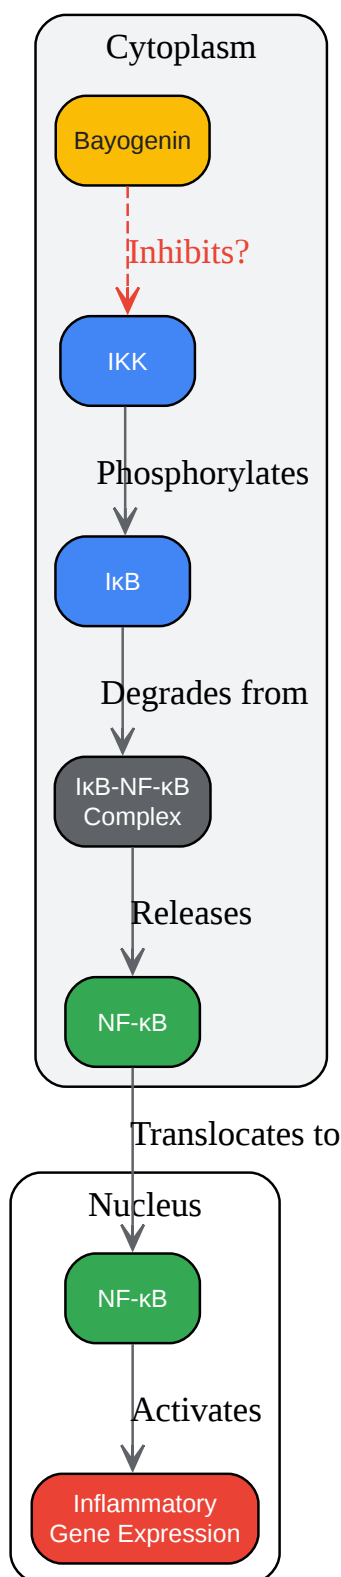 Cytoplasm
Bayogenin
Inhibits?
IKK
Phosphorylates
IκB
Degrades from
IκB-NF-κB
Complex
Releases
NF-κB
Translocates to
Nucleus
NF-κB
Activates
Inflammatory
Gene Expression